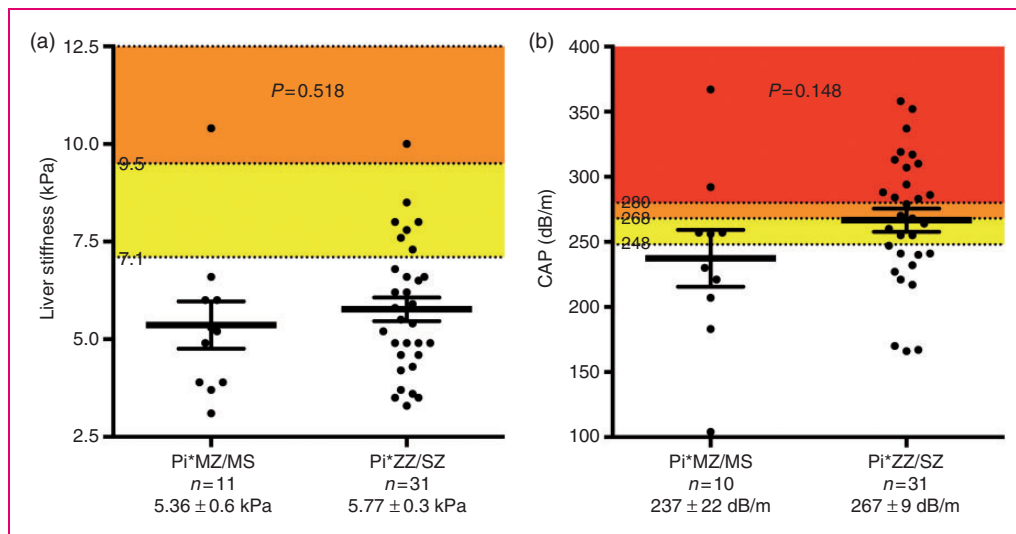 (a)
Liver stiffness (kPa)
12.5
10.0
7.5
5.0
2.5
P=0.518
9.5
7.1
Pi*MZ/MS
n=11
5.36 ± 0.6 kPa
Pi*ZZ/SZ
n=31
5.77 ± 0.3 kPa
(b)
CAP (dB/m)
400
350
300
250
200
150
100
P=0.148
280
268
248
Pi*MZ/MS
n=10
237 ± 22 dB/m
Pi*ZZ/SZ
n=31
267 ± 9 dB/m